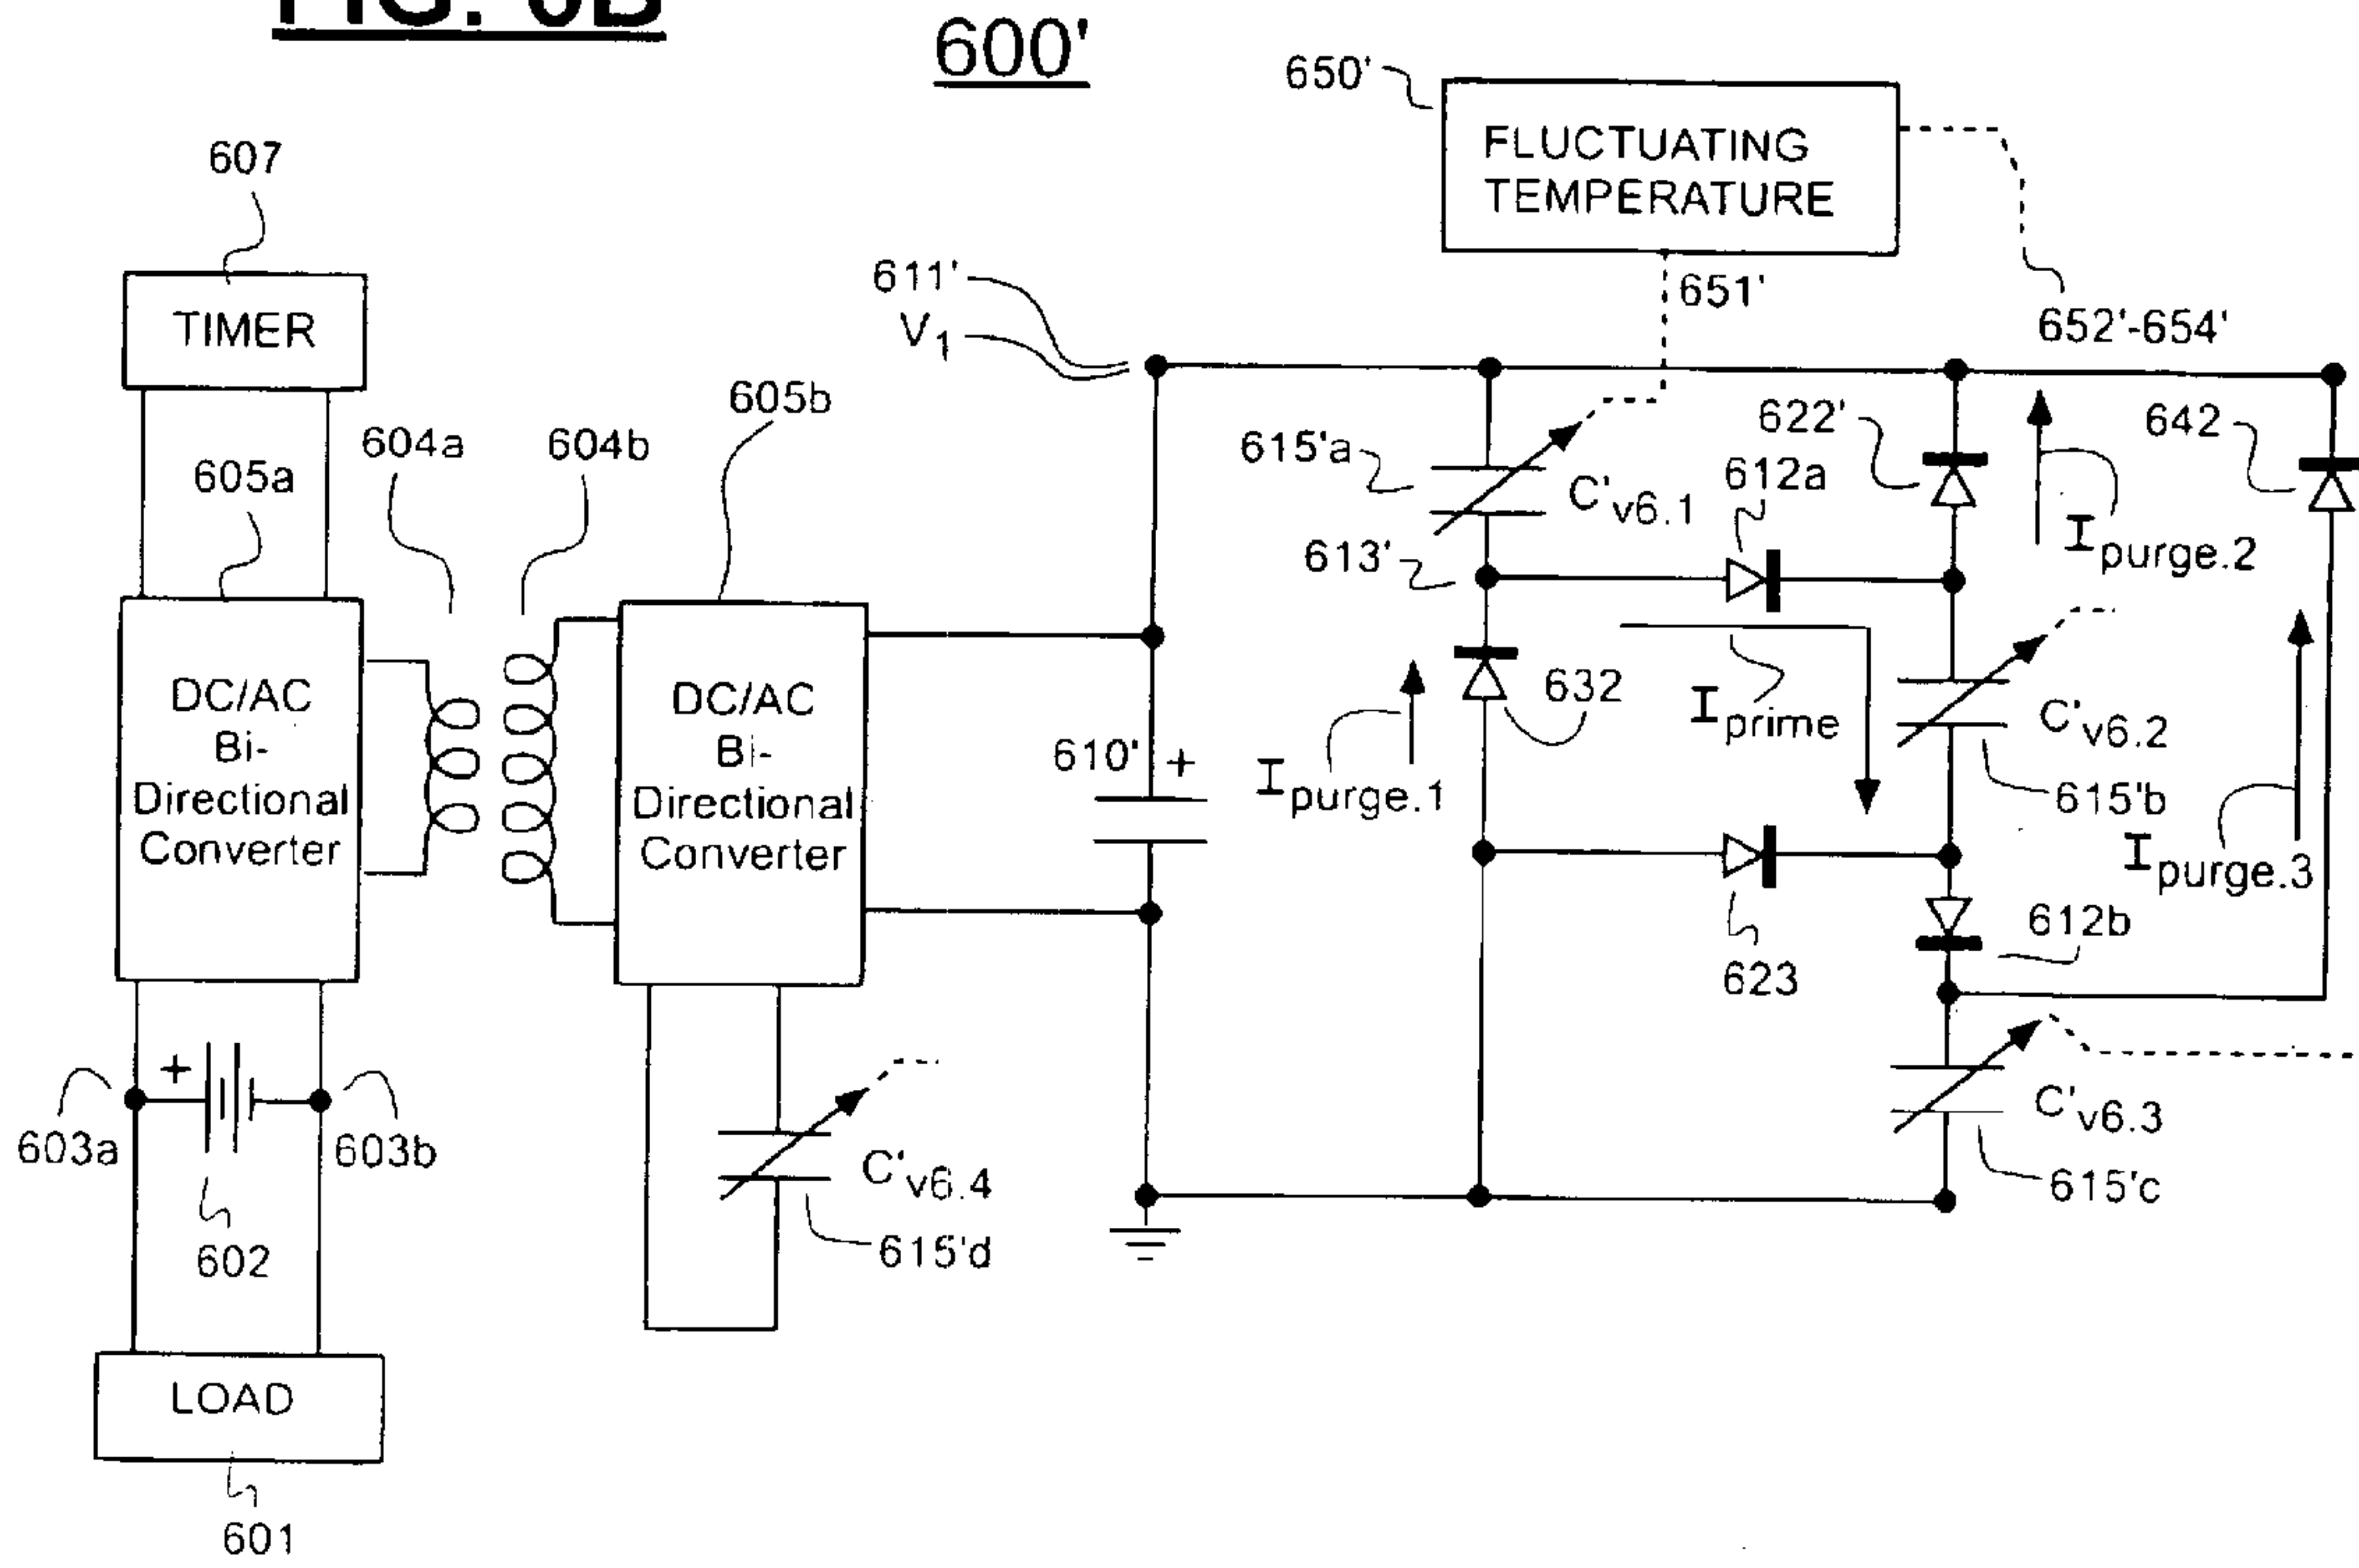 FIG. 6B
600'
650'
FLUCTUATING
TEMPERATURE
607
611'
651'
TIMER
V1
652'-654'
605b
622'
642
604a
604b
615'a
612a
605a
C'v6.1
Ipurge.2
613'
DC/AC
Bi-
Directional
Converter
DC/AC
Bi-
Directional
Converter
632
Iprime
C'v6.2
610'
+
Ipurge.1
615'b
Ipurge.3
612b
623
+
603a
603b
C'v6.3
C'v6.4
615'c
602
615'd
LOAD
601